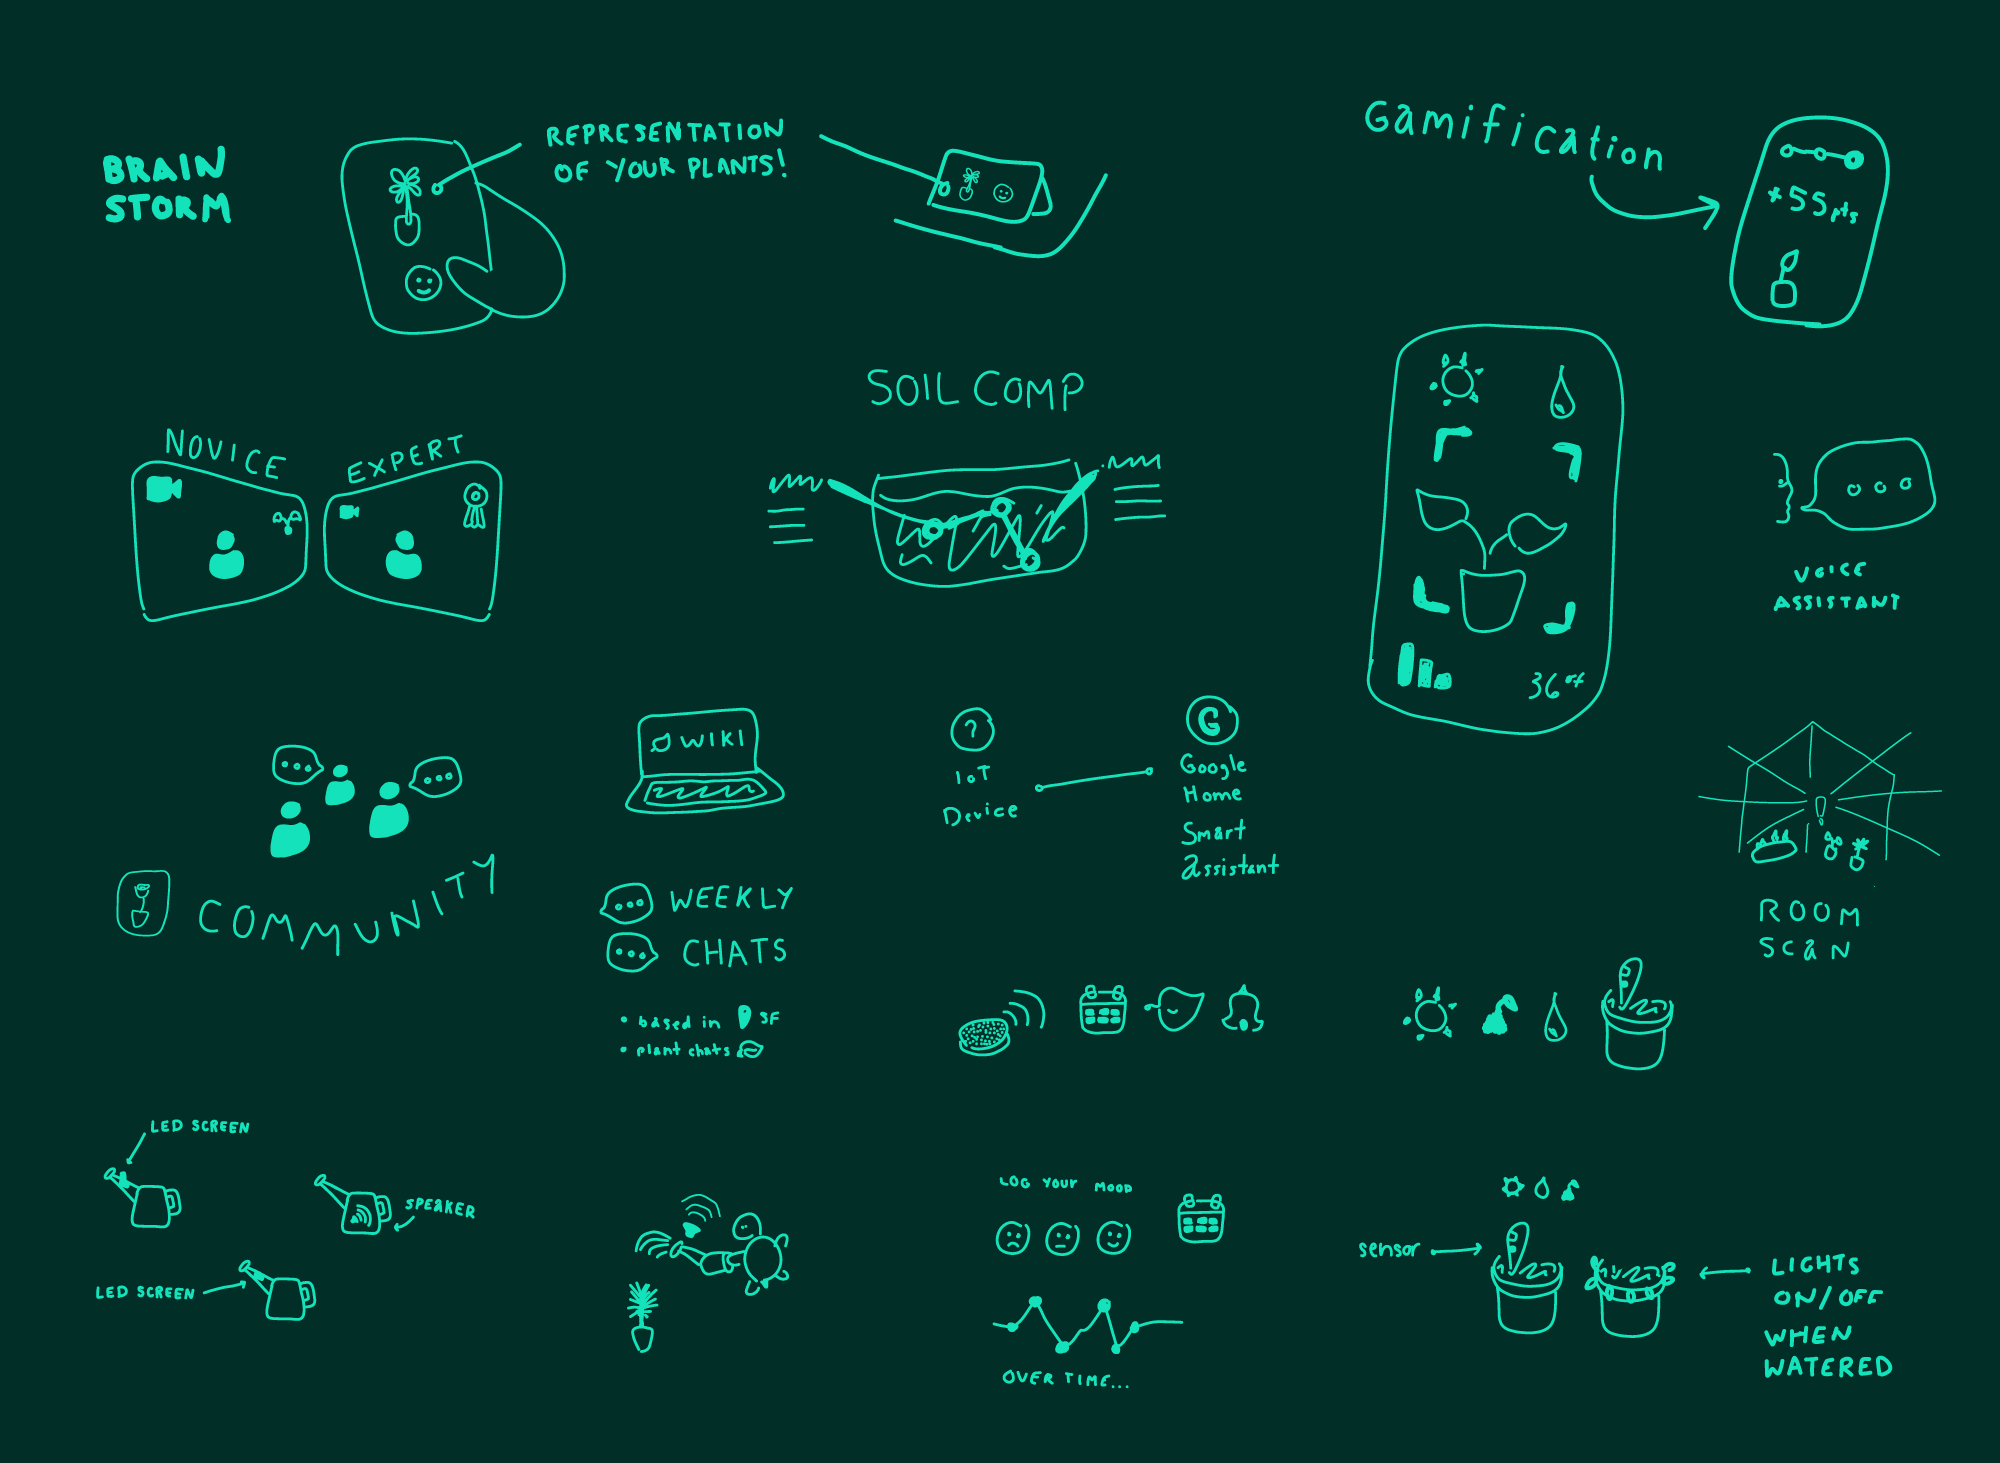 BRAIN
STORM
REPRESENTATION
OF YOUR PLANTS!
Gamification
+55pts
NOVICE
EXPERT
SOIL COMP
36°F
VOICE
ASSISTANT
COMMUNITY
WIKI
WEEKLY
CHATS
• based in SF
• plant chats
?
IoT
Device
G
Google
Home
Smart
assistant
ROOM
SCaN
LED SCREEN
SPEAKER
LED SCREEN
LOG YOUR MOOD
OVER TIME...
sensor
LIGHTS
ON/OFF
WHEN
WATERED